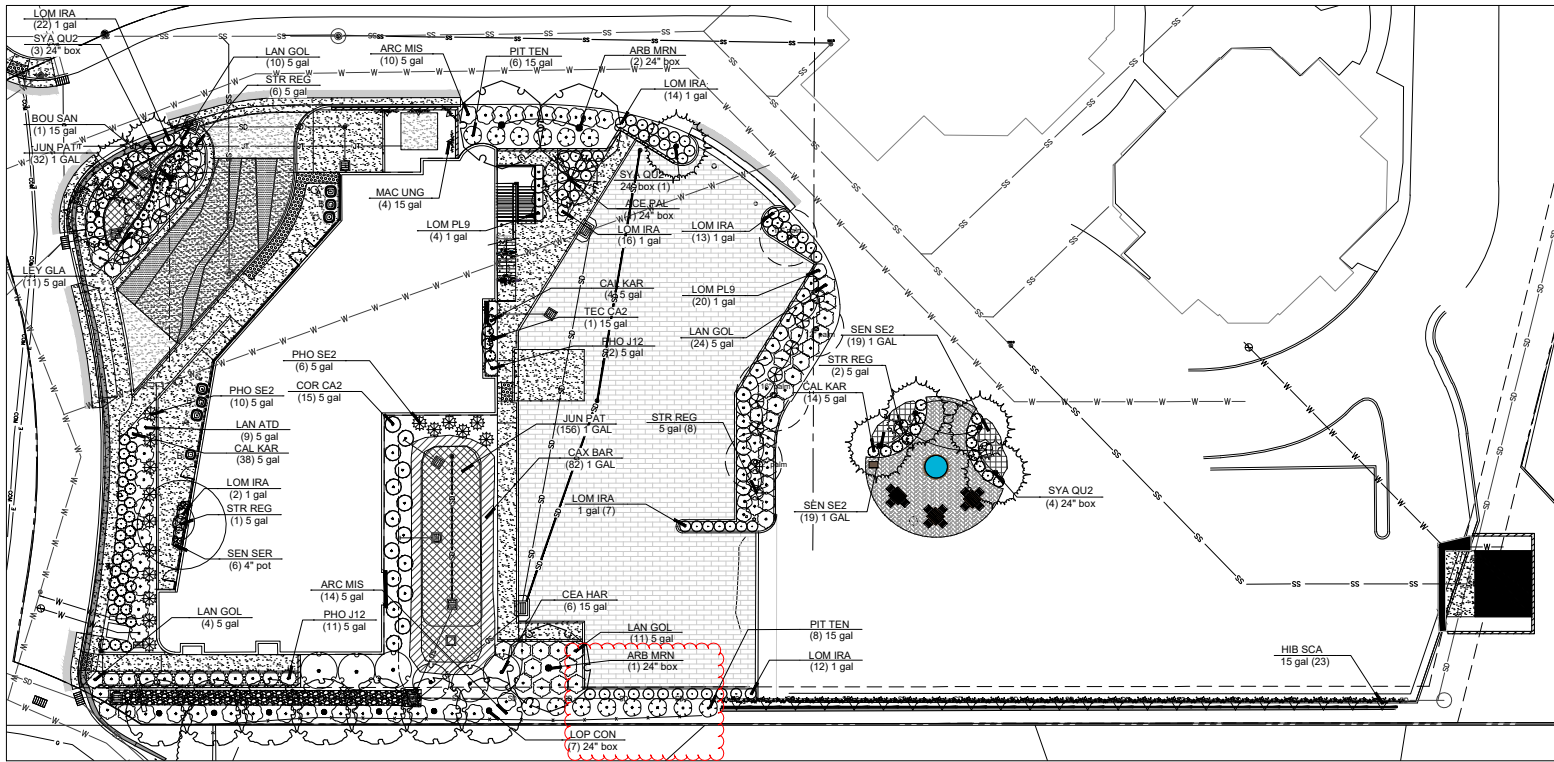 LOM IRA
(22) 1 gal
SYA QU2
(3) 24" box
LAN GOL
(10) 5 gal
STR REG
(6) 5 gal
ARC MIS
(10) 5 gal
PIT TEN
(6) 15 gal
ARB MRN
(2) 24" box
LOM IRA
(14) 1 gal
BOU SAN
(1) 15 gal
JUN PAT
(32) 1 GAL
MAC UNG
(4) 15 gal
SYA QU2
24" box (1)
ACE PAL
24" box
LOM PL9
(4) 1 gal
LOM IRA
(16) 1 gal
LOM IRA
(13) 1 gal
LEY GLA
(11) 5 gal
CAL KAR
(4) 5 gal
LOM PL9
(20) 1 gal
TEC CA2
(1) 15 gal
LAN GOL
(24) 5 gal
SEN SE2
(19) 1 GAL
PHO J12
(2) 5 gal
PHO SE2
(6) 5 gal
STR REG
(2) 5 gal
COR CA2
(15) 5 gal
CAL KAR
(14) 5 gal
PHO SE2
(10) 5 gal
JUN PAT
(156) 1 GAL
STR REG
5 gal (8)
LAN ATD
(9) 5 gal
CAL KAR
(38) 5 gal
CAX BAR
(82) 1 GAL
palm
LOM IRA
(2) 1 gal
STR REG
(1) 5 gal
LOM IRA
1 gal (7)
SEN SE2
(19) 1 GAL
SYA QU2
(4) 24" box
SEN SER
(6) 4" pot
ARC MIS
(14) 5 gal
CEA HAR
(6) 15 gal
LAN GOL
(4) 5 gal
PHO J12
(11) 5 gal
LAN GOL
(11) 5 gal
PIT TEN
(8) 15 gal
ARB MRN
(1) 24" box
LOM IRA
(12) 1 gal
HIB SCA
15 gal (23)
LOP CON
(7) 24" box